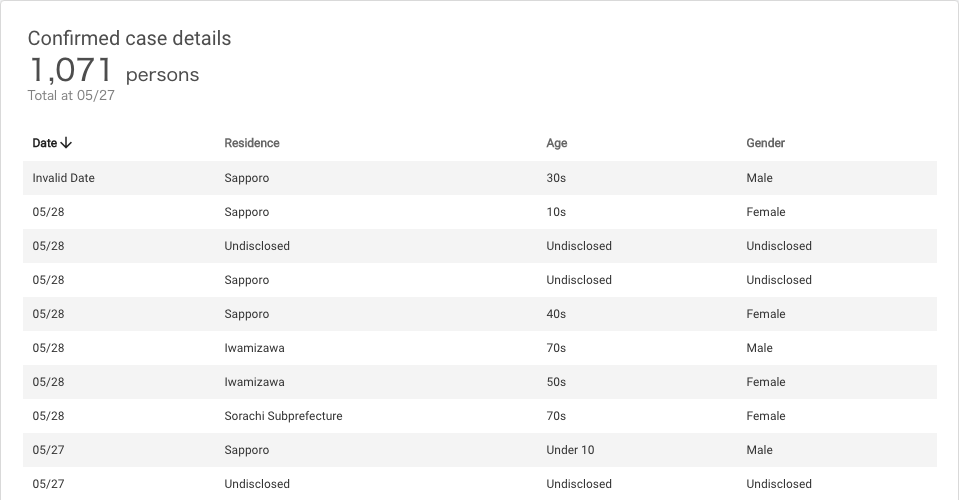 Confirmed case details
1,071 persons
Total at 05/27
Date↓ Residence Age Gender
Invalid Date Sapporo 30s Male
05/28 Sapporo 10s Female
05/28 Undisclosed Undisclosed Undisclosed
05/28 Sapporo Undisclosed Undisclosed
05/28 Sapporo 40s Female
05/28 Iwamizawa 70s Male
05/28 Iwamizawa 50s Female
05/28 Sorachi Subprefecture 70s Female
05/27 Sapporo Under 10 Male
05/27 Undisclosed Undisclosed Undisclosed